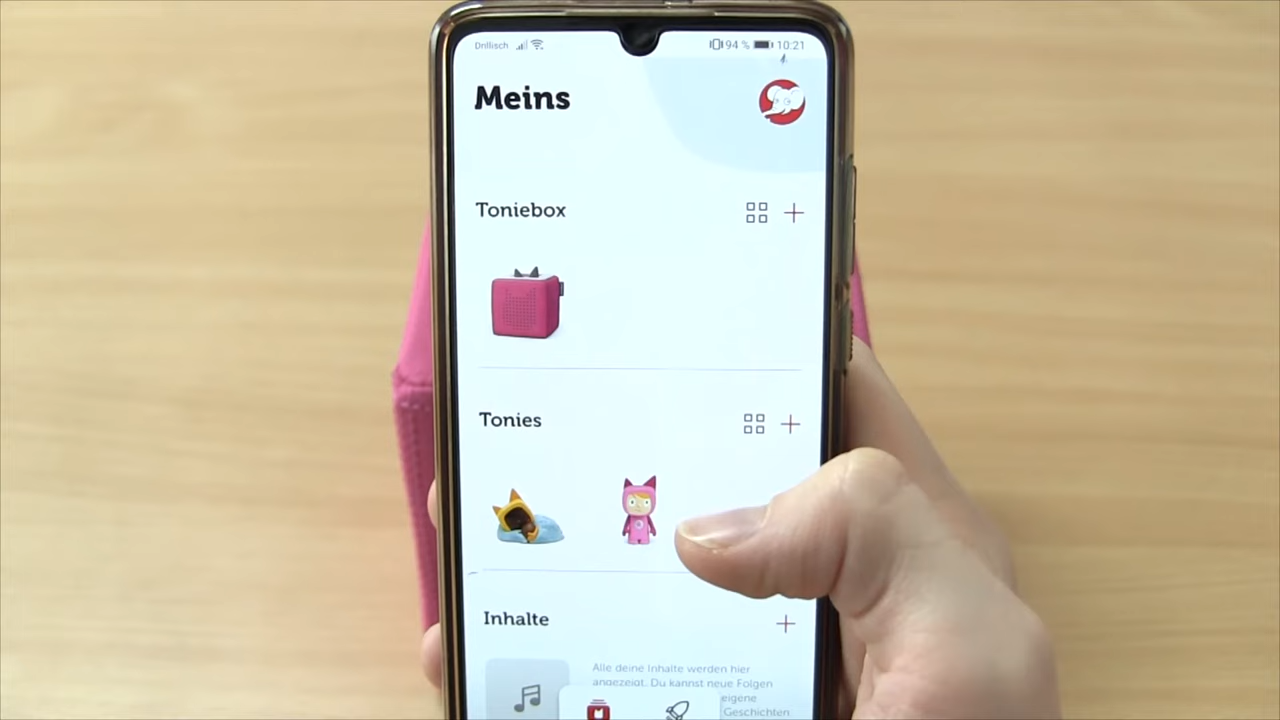 Drillisch
94 % 10:21
Meins
Toniebox
Tonies
Inhalte
Alle deine Inhalte werden hier
angezeigt. Du kannst neue Folgen
eigene
Geschichten